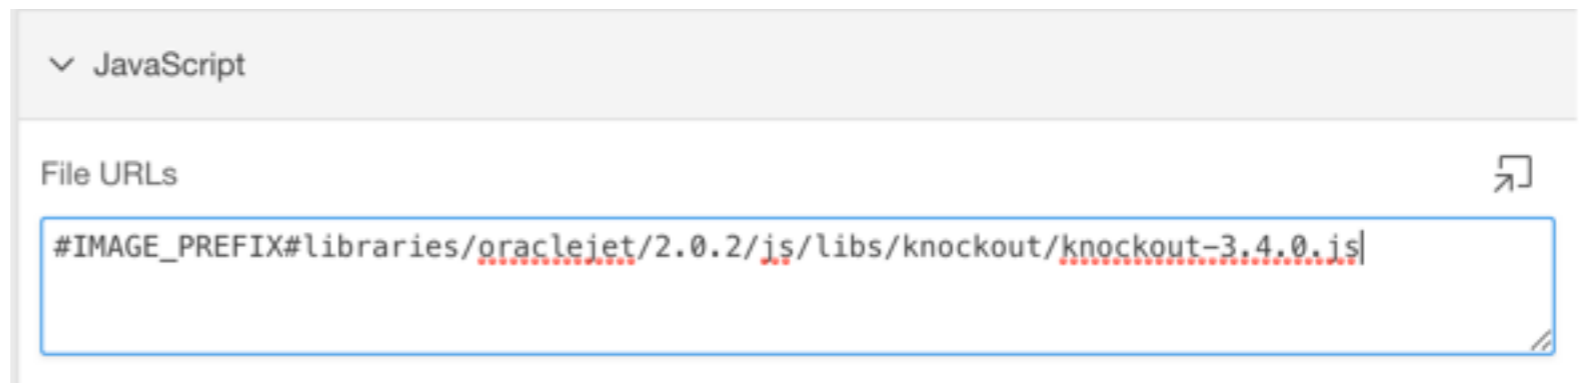 JavaScript
File URLs
#IMAGE_PREFIX#libraries/oraclejet/2.0.2/js/libs/knockout/knockout-3.4.0.js